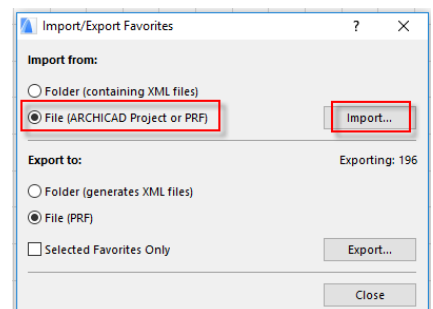 Import/Export Favorites ? ×
Import from:
Folder (containing XML files)
File (ARCHICAD Project or PRF) Import...
Export to: Exporting: 196
Folder (generates XML files)
File (PRF)
Selected Favorites Only Export...
Close